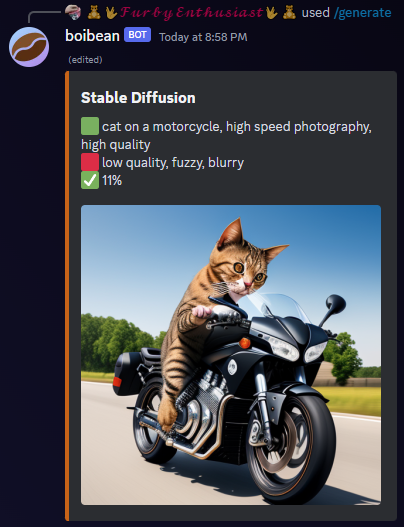 🧸🖖𝓕𝓾𝓻𝓫𝔂 𝓔𝓷𝓽𝓱𝓾𝓼𝓲𝓪𝓼𝓽🖖🧸 used /generate
boibean BOT Today at 8:58 PM
(edited)
Stable Diffusion
🟩 cat on a motorcycle, high speed photography,
high quality
🟥 low quality, fuzzy, blurry
✅ 11%